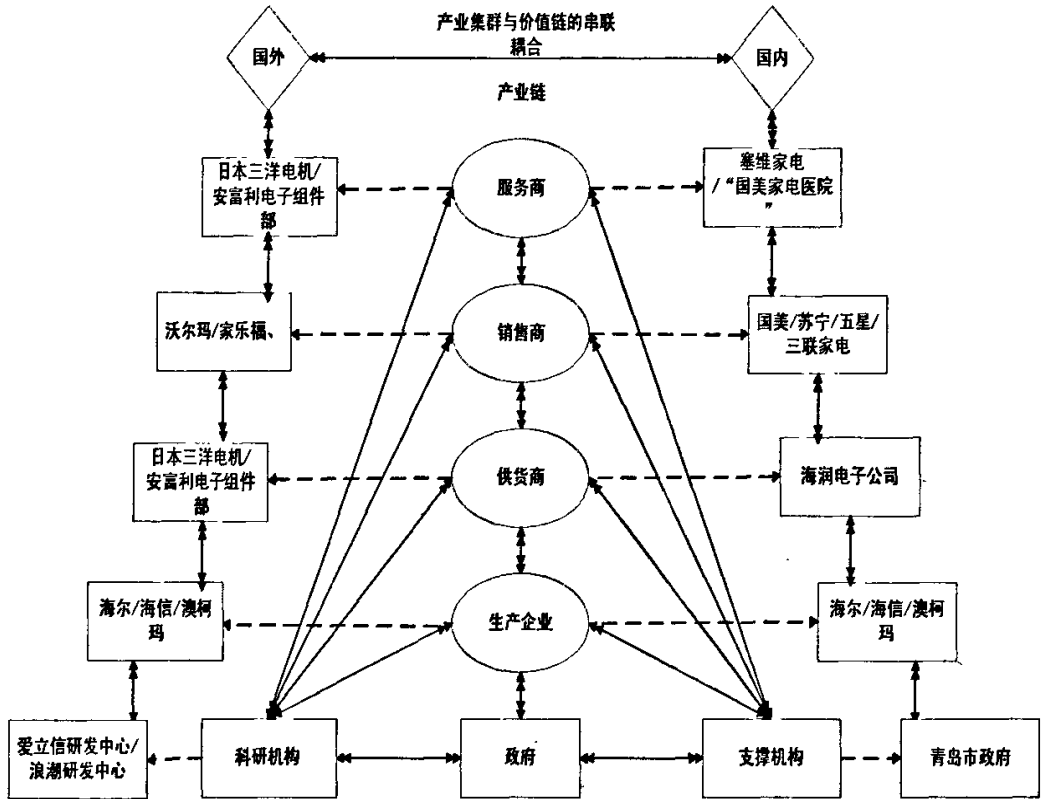 产业集群与价值链的串联
耦合
国外
国内
产业链
日本三洋电机/
安富利电子组件
部
服务商
塞维家电
/“国美家电医院
”
沃尔玛/家乐福、
销售商
国美/苏宁/五星/
三联家电
日本三洋电机/
安富利电子组件
部
供货商
海润电子公司
海尔/海信/澳柯
玛
生产企业
海尔/海信/澳柯
玛
爱立信研发中心/
浪潮研发中心
科研机构
政府
支撑机构
青岛市政府